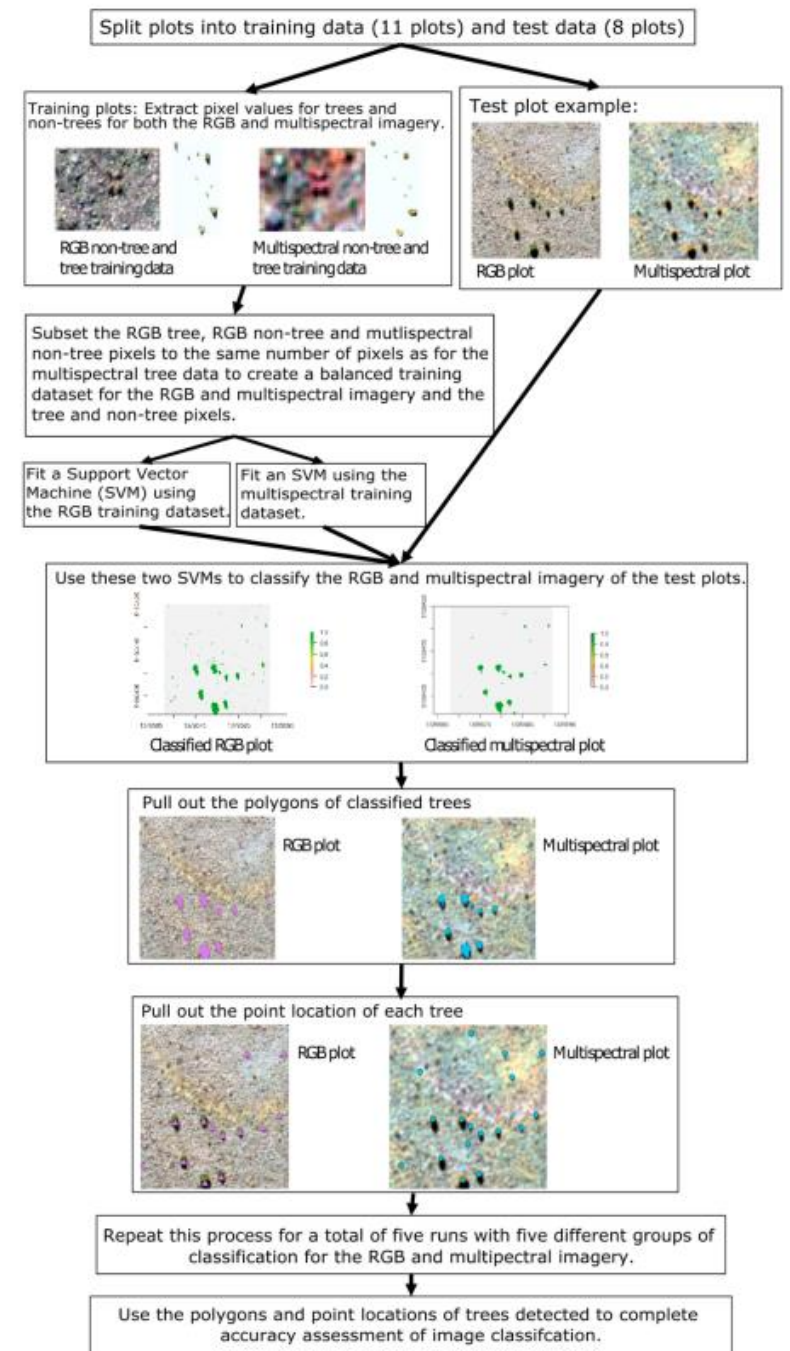 Split plots into training data (11 plots) and test data (8 plots)
Training plots: Extract pixel values for trees and
non-trees for both the RGB and multispectral imagery.
RGB non-tree and
tree training data
Multispectral non-tree and
tree training data
Test plot example:
RGB plot
Multispectral plot
Subset the RGB tree, RGB non-tree and mutlispectral
non-tree pixels to the same number of pixels as for the
multispectral tree data to create a balanced training
dataset for the RGB and multispectral imagery and the
tree and non-tree pixels.
Fit a Support Vector
Machine (SVM) using
the RGB training dataset.
Fit an SVM using the
multispectral training
dataset.
Use these two SVMs to classify the RGB and multispectral imagery of the test plots.
Classified RGB plot
Classified multispectral plot
Pull out the polygons of classified trees
RGB plot
Multispectral plot
Pull out the point location of each tree
RGB plot
Multispectral plot
Repeat this process for a total of five runs with five different groups of
classification for the RGB and multipectral imagery.
Use the polygons and point locations of trees detected to complete
accuracy assessment of image classifcation.